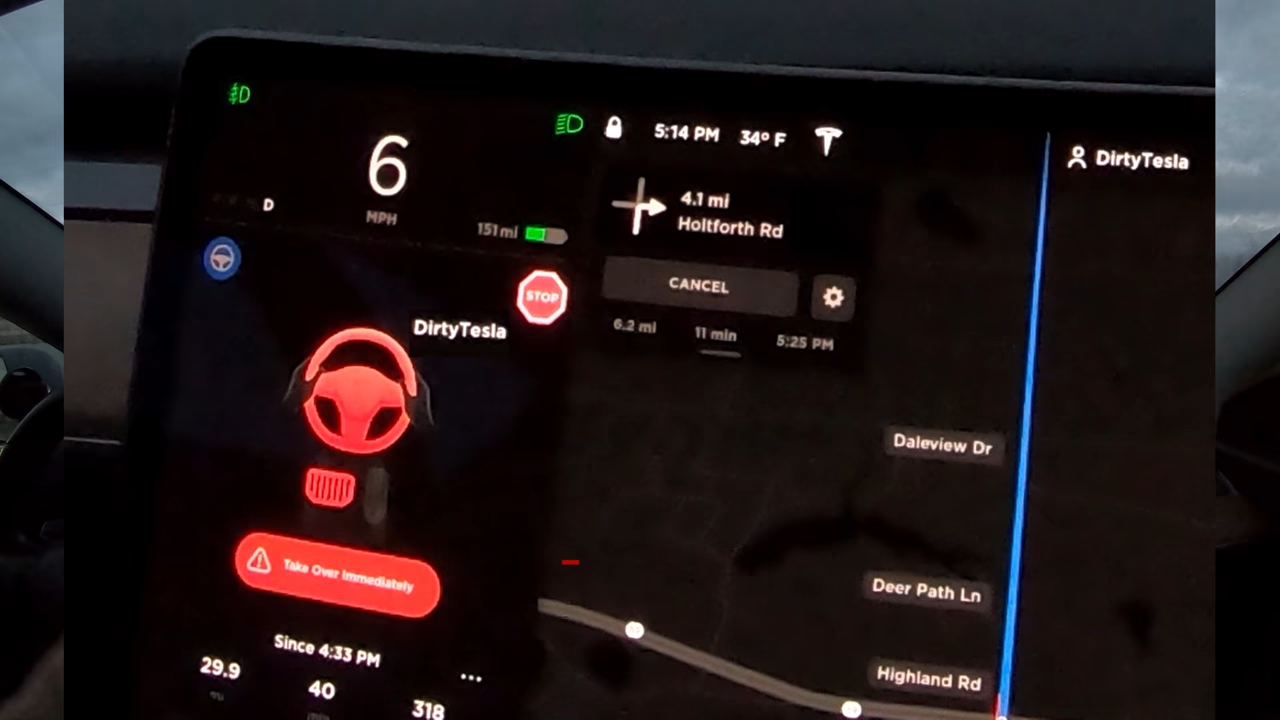 6
MPH
D
151 mi
5:14 PM
34° F
DirtyTesla
4.1 mi
Holtforth Rd
CANCEL
6.2 mi
11 min
5:25 PM
STOP
DirtyTesla
Take Over Immediately
Since 4:33 PM
29.9
40
318
Daleview Dr
Deer Path Ln
Highland Rd